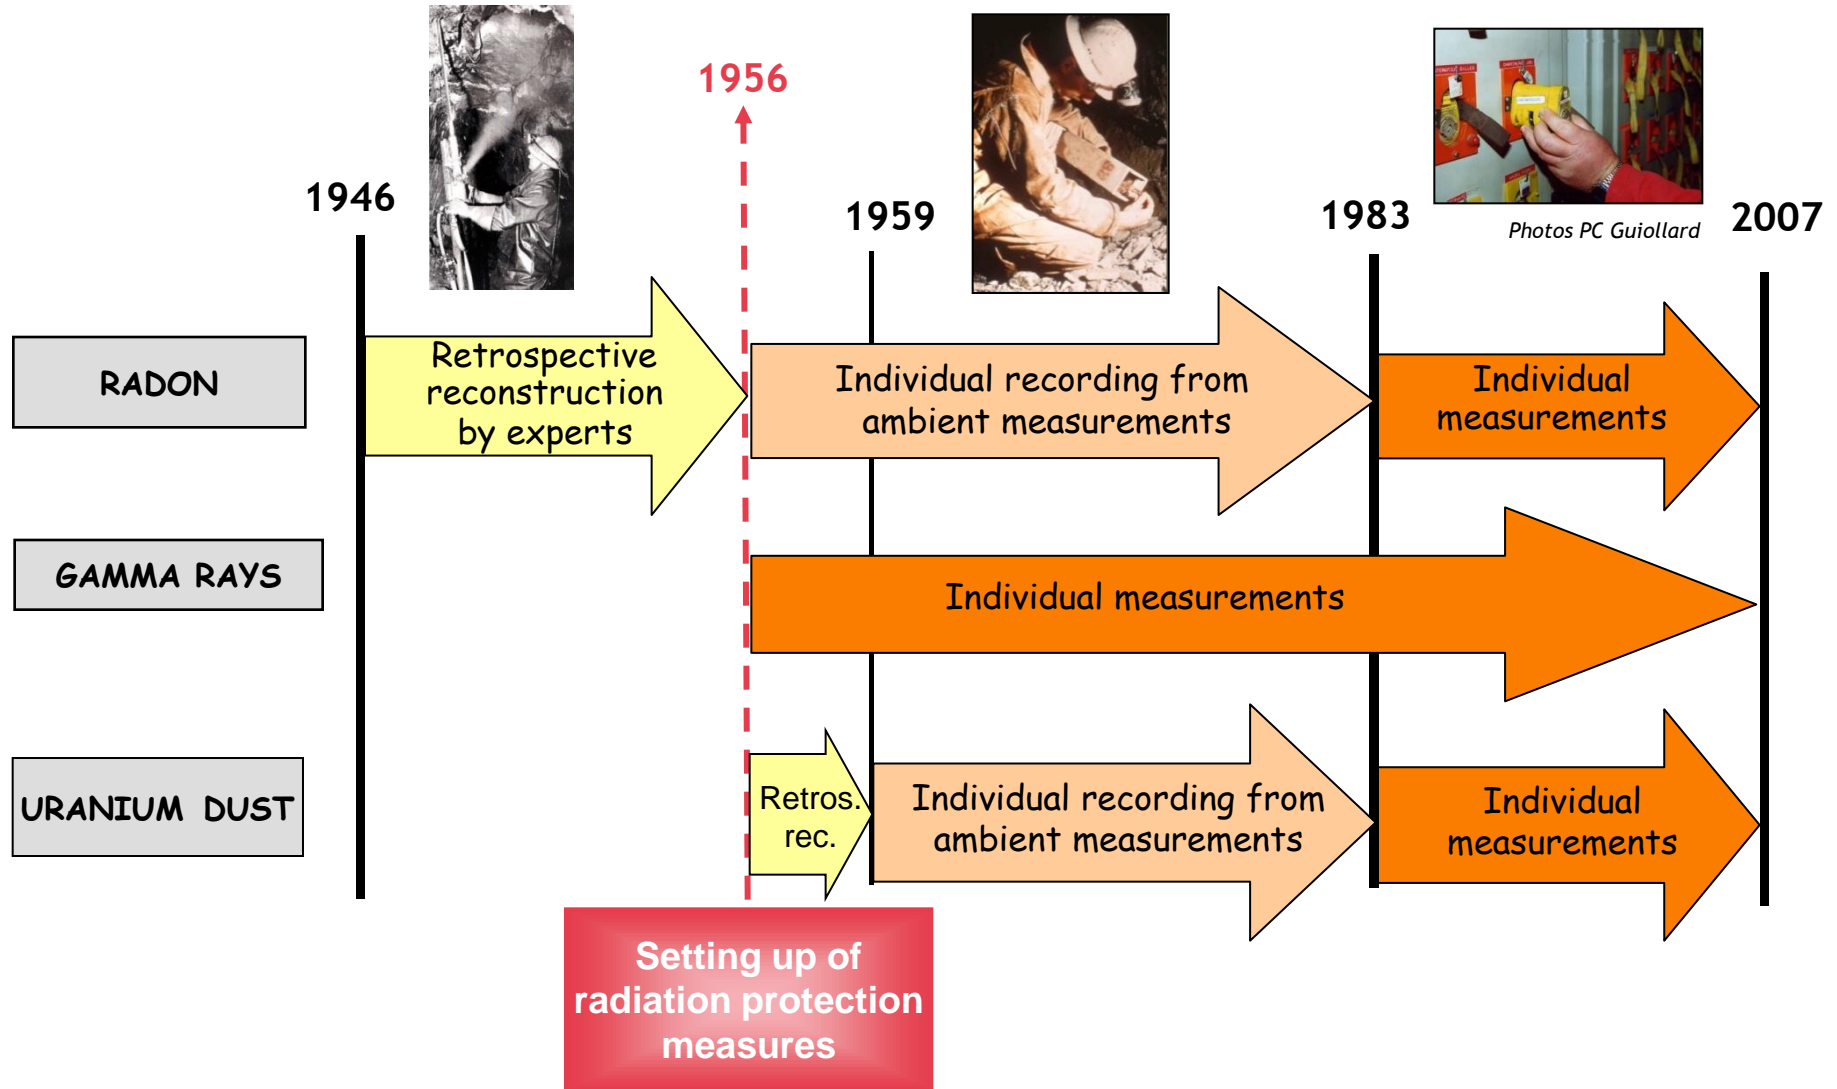 1956
1946
1959
1983
2007
Photos PC Guiollard
RADON
Retrospective
reconstruction
by experts
Individual recording from
ambient measurements
Individual
measurements
GAMMA RAYS
Individual measurements
URANIUM DUST
Retros.
rec.
Individual recording from
ambient measurements
Individual
measurements
Setting up of
radiation protection
measures